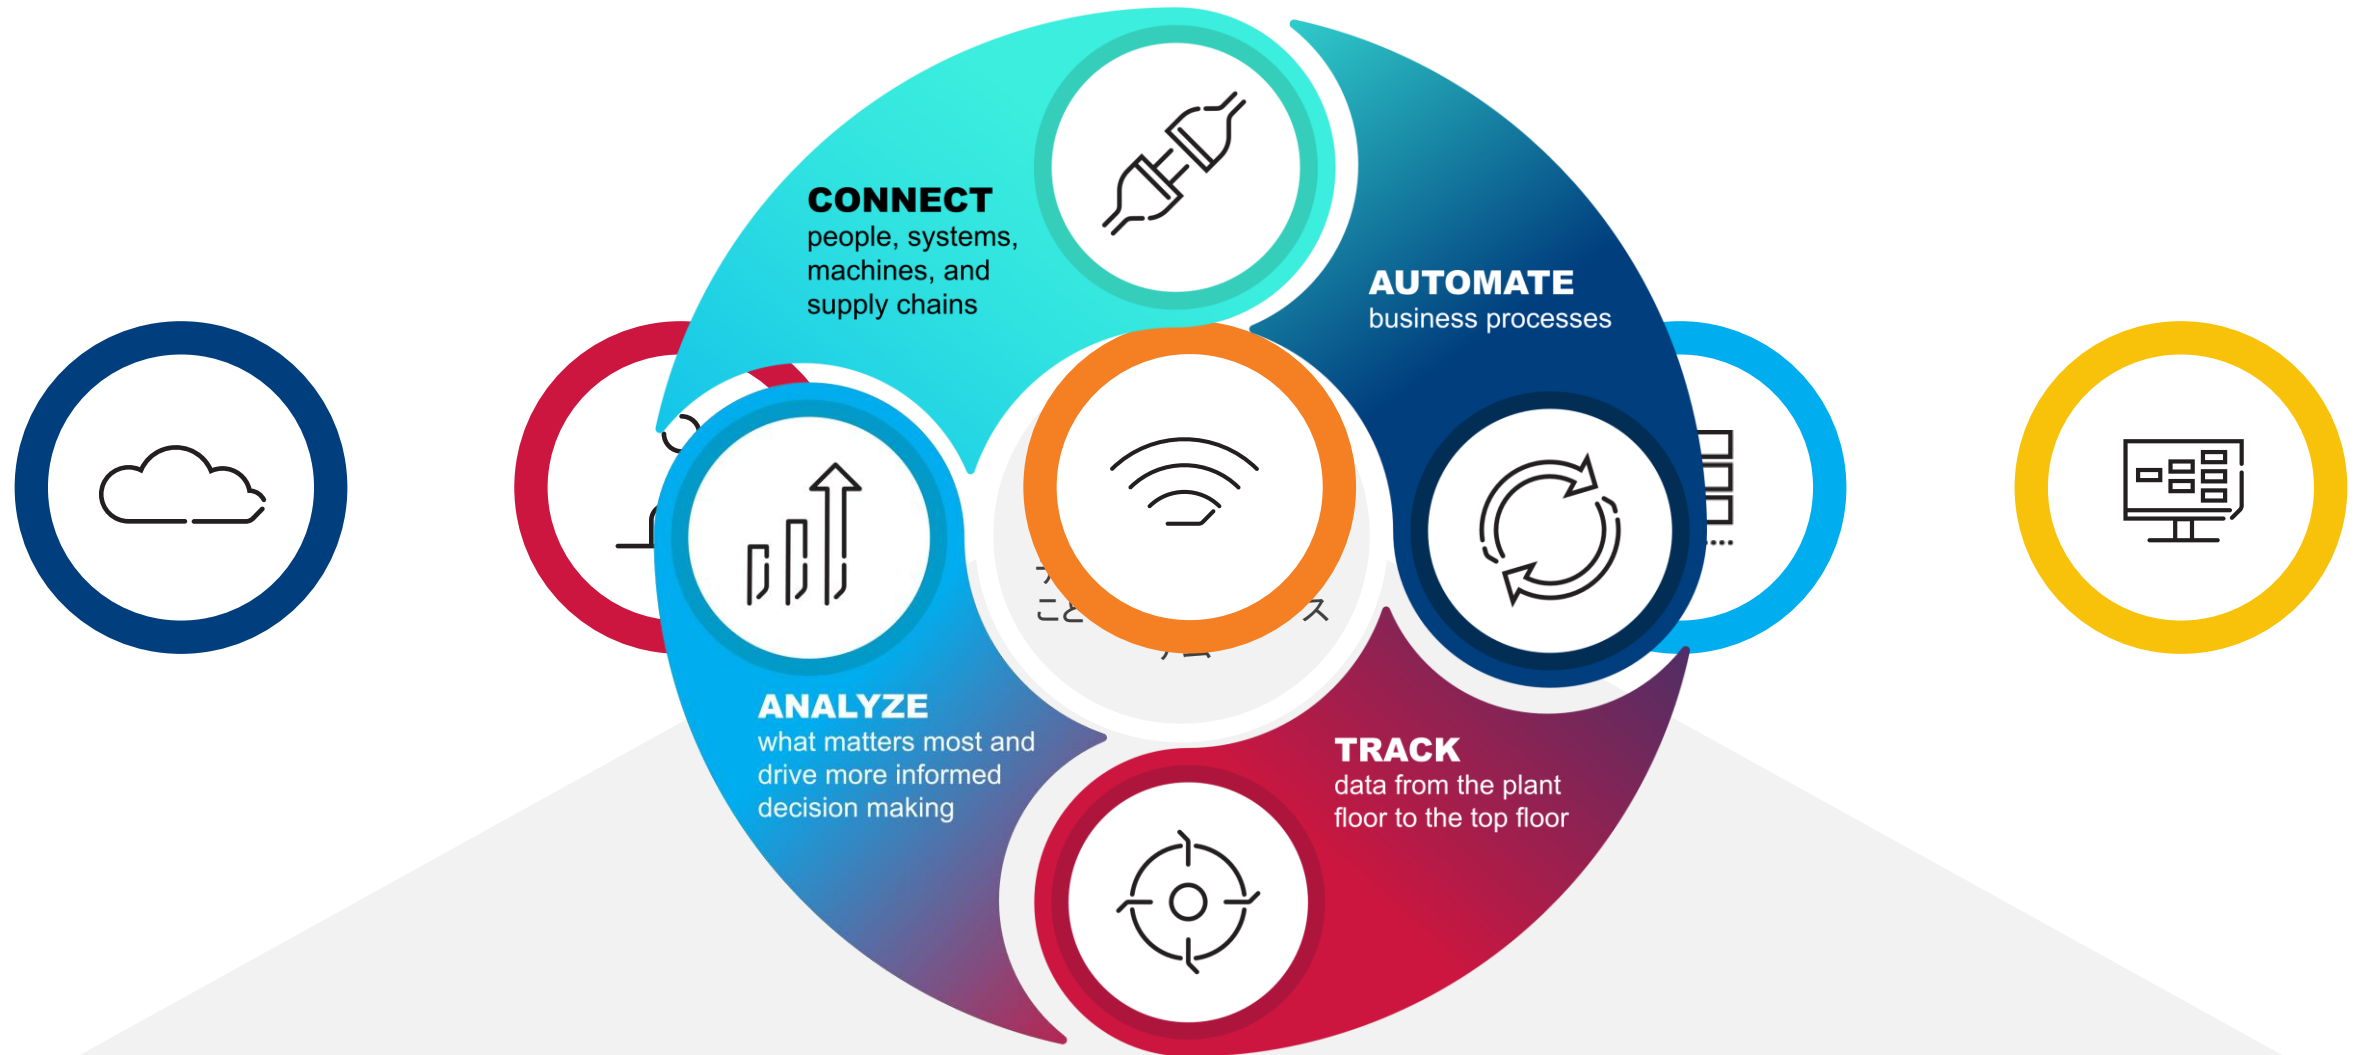 CONNECT
people, systems,
machines, and
supply chains
AUTOMATE
business processes
ANALYZE
what matters most and
drive more informed
decision making
TRACK
data from the plant
floor to the top floor